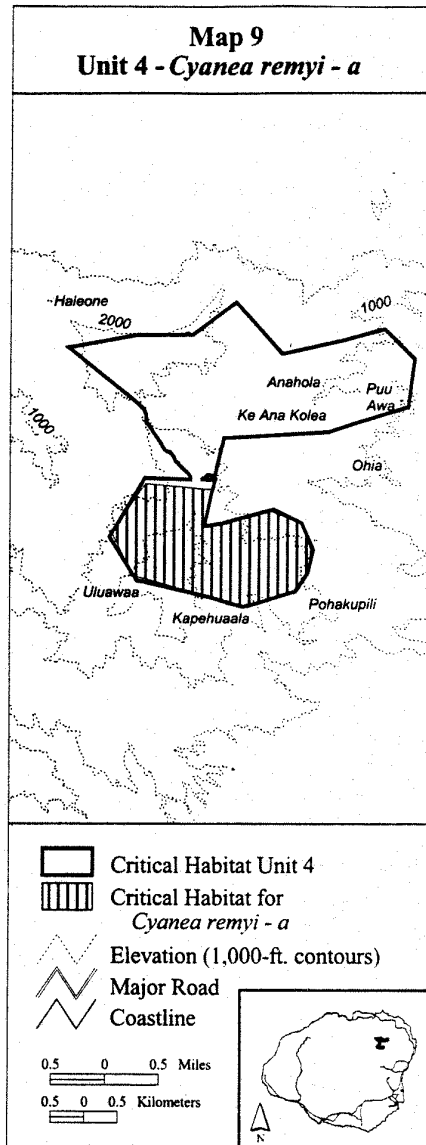 Map 9
Unit 4 - Cyanea remyi - a
Haleone
2000
1000
Anahola
Puu
Awa
Ke Ana Kolea
1000
Ohia
Uluawaa
Pohakupili
Kapehuaala
Critical Habitat Unit 4
Critical Habitat for
Cyanea remyi - a
Elevation (1,000-ft. contours)
Major Road
Coastline
0.5 0 0.5 Miles
0.5 0 0.5 Kilometers
N